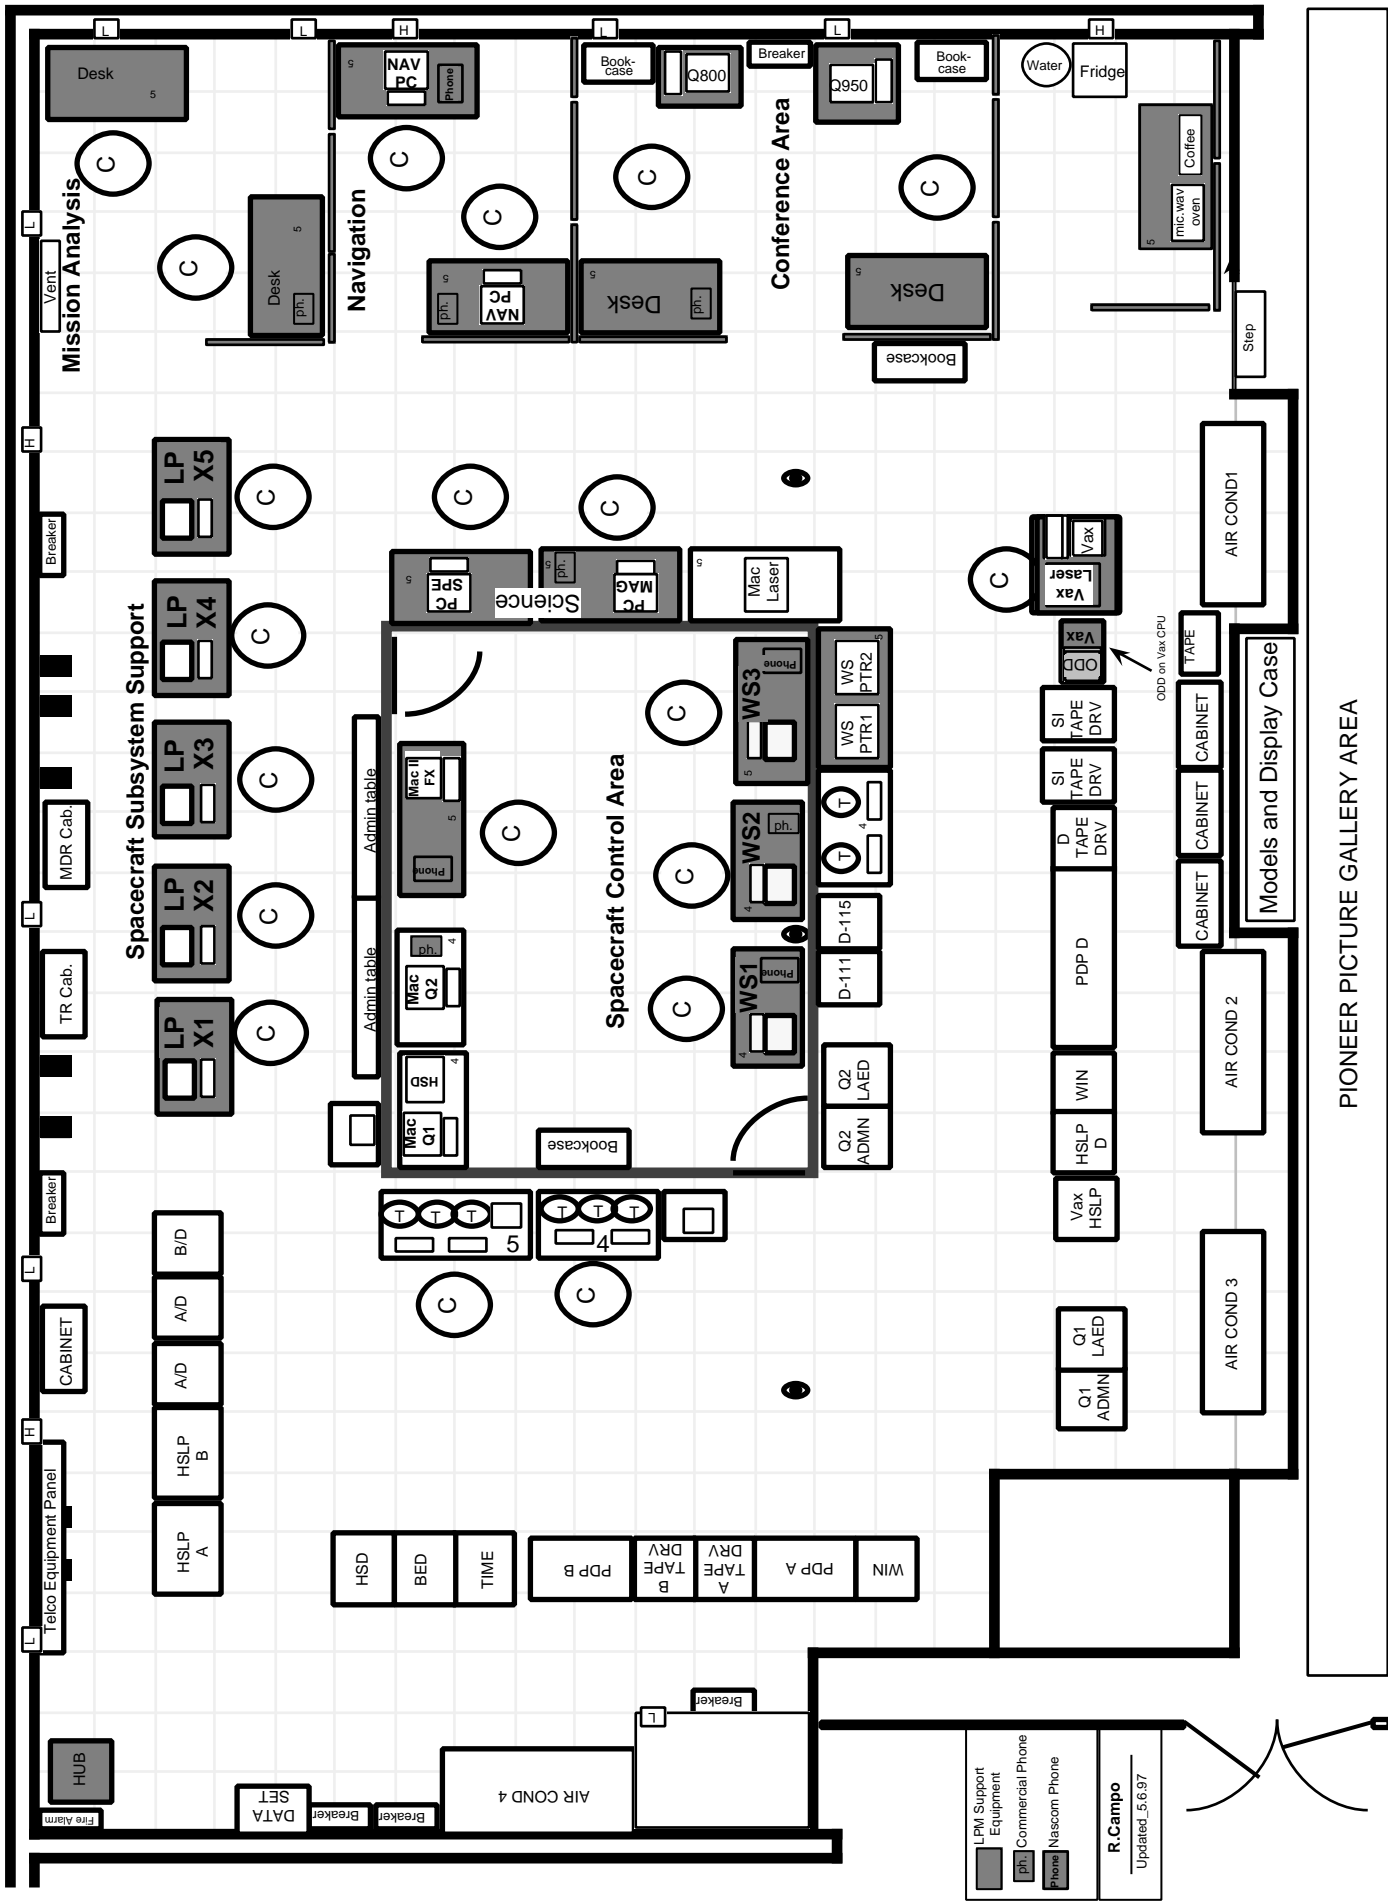 L
L
H
L
L
H
Desk
5
5
NAV
PC
Phone
Book-
case
Q800
Breaker
Q950
Book-
case
Water
Fridge
C
C
C
C
C
C
Coffee
mic.wav
oven
5
L
Vent
Mission Analysis
Desk
5
ph.
Navigation
5
ph.
NAV
PC
5
Desk
ph.
Conference Area
5
Desk
Bookcase
Step
H
Breaker
LP
X5
C
C
C
AIR COND1
Spacecraft Subsystem Support
LP
X4
C
5
PC
SPE
Science
5
ph.
PC
MAG
5
Mac
Laser
C
Vax
Laser
Vax
Vax
ODD
ODD on Vax CPU
TAPE
MDR Cab.
LP
X3
C
Admin table
Mac II
FX
5
Phone
C
C
WS3
Phone
5
WS
PTR2
5
WS
PTR1
SI
TAPE
DRV
SI
TAPE
DRV
CABINET
CABINET
CABINET
Models and Display Case
PIONEER PICTURE GALLERY AREA
L
LP
X2
C
Admin table
ph.
4
Mac
Q2
Spacecraft Control Area
C
WS2
ph.
4
T
T
4
D-115
D-111
D
TAPE
DRV
PDP D
TR Cab.
LP
X1
C
HSD
4
Mac
Q1
Bookcase
C
WS1
Phone
4
Q2
LAED
Q2
ADMN
WIN
HSLP
D
Vax
HSLP
AIR COND 2
Breaker
L
B/D
A/D
A/D
HSLP
B
HSLP
A
CABINET
H
Telco Equipment Panel
L
T
T
T
5
T
T
T
4
C
C
Q1
LAED
Q1
ADMN
AIR COND 3
HSD
BED
TIME
PDP B
TAPE
DRV
B
TAPE
DRV
A
PDP A
WIN
HUB
Fire Alarm
DATA
SET
Breaker
Breaker
AIR COND 4
L
Breaker
LPM Support
Equipment
ph.
Commercial Phone
Phone
Nascom Phone
R.Campo
Updated_5.6.97